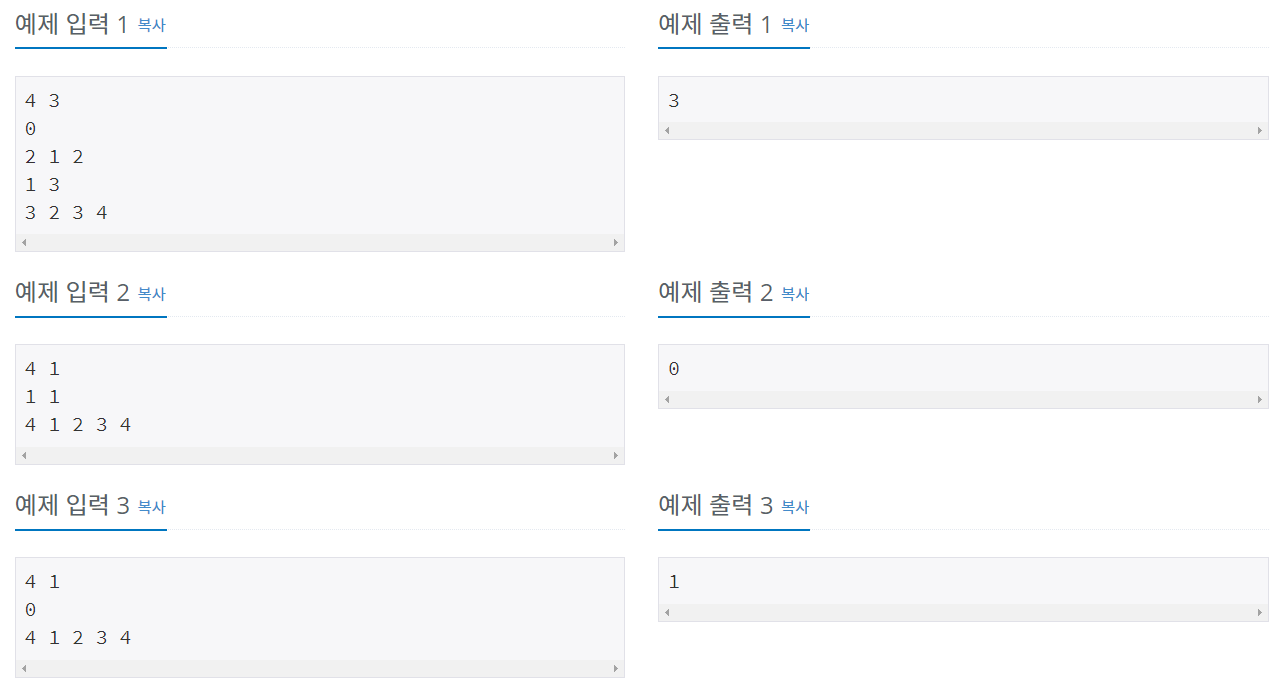 예제 입력 1 복사
4 3
0
2 1 2
1 3
3 2 3 4
예제 출력 1 복사
3
예제 입력 2 복사
4 1
1 1
4 1 2 3 4
예제 출력 2 복사
0
예제 입력 3 복사
4 1
0
4 1 2 3 4
예제 출력 3 복사
1